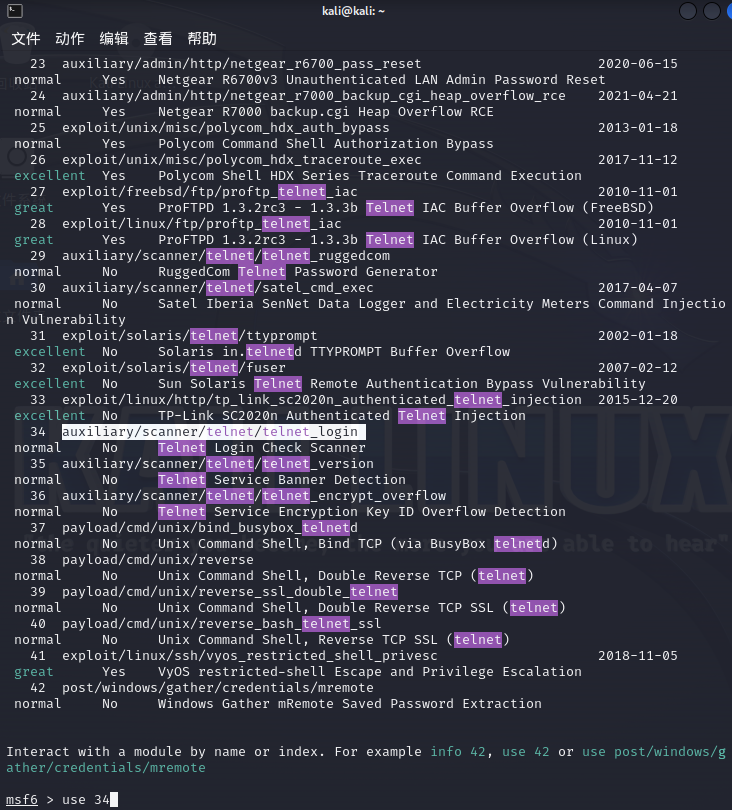 kali@kali: ~
文件 动作 编辑 查看 帮助
23 auxiliary/admin/http/netgear_r6700_pass_reset 2020-06-15
normal Yes Netgear R6700v3 Unauthenticated LAN Admin Password Reset
24 auxiliary/admin/http/netgear_r7000_backup_cgi_heap_overflow_rce 2021-04-21
normal Yes Netgear R7000 backup.cgi Heap Overflow RCE
25 exploit/unix/misc/polycom_hdx_auth_bypass 2013-01-18
normal Yes Polycom Command Shell Authorization Bypass
26 exploit/unix/misc/polycom_hdx_traceroute_exec 2017-11-12
excellent Yes Polycom Shell HDX Series Traceroute Command Execution
27 exploit/freebsd/ftp/proftp_telnet_iac 2010-11-01
great Yes ProFTPD 1.3.2rc3 - 1.3.3b Telnet IAC Buffer Overflow (FreeBSD)
28 exploit/linux/ftp/proftp_telnet_iac 2010-11-01
great Yes ProFTPD 1.3.2rc3 - 1.3.3b Telnet IAC Buffer Overflow (Linux)
29 auxiliary/scanner/telnet/telnet_ruggedcom
normal No RuggedCom Telnet Password Generator
30 auxiliary/scanner/telnet/satel_cmd_exec 2017-04-07
normal No Satel Iberia SenNet Data Logger and Electricity Meters Command Injectio
n Vulnerability
31 exploit/solaris/telnet/ttyprompt 2002-01-18
excellent No Solaris in.telnetd TTYPROMPT Buffer Overflow
32 exploit/solaris/telnet/fuser 2007-02-12
excellent No Sun Solaris Telnet Remote Authentication Bypass Vulnerability
33 exploit/linux/http/tp_link_sc2020n_authenticated_telnet_injection 2015-12-20
excellent No TP-Link SC2020n Authenticated Telnet Injection
34 auxiliary/scanner/telnet/telnet_login
normal No Telnet Login Check Scanner
35 auxiliary/scanner/telnet/telnet_version
normal No Telnet Service Banner Detection
36 auxiliary/scanner/telnet/telnet_encrypt_overflow
normal No Telnet Service Encryption Key ID Overflow Detection
37 payload/cmd/unix/bind_busybox_telnetd
normal No Unix Command Shell, Bind TCP (via BusyBox telnetd)
38 payload/cmd/unix/reverse
normal No Unix Command Shell, Double Reverse TCP (telnet)
39 payload/cmd/unix/reverse_ssl_double_telnet
normal No Unix Command Shell, Double Reverse TCP SSL (telnet)
40 payload/cmd/unix/reverse_bash_telnet_ssl
normal No Unix Command Shell, Reverse TCP SSL (telnet)
41 exploit/linux/ssh/vyos_restricted_shell_privesc 2018-11-05
great Yes VyOS restricted-shell Escape and Privilege Escalation
42 post/windows/gather/credentials/mremote
normal No Windows Gather mRemote Saved Password Extraction
Interact with a module by name or index. For example info 42, use 42 or use post/windows/g
ather/credentials/mremote
msf6 > use 34